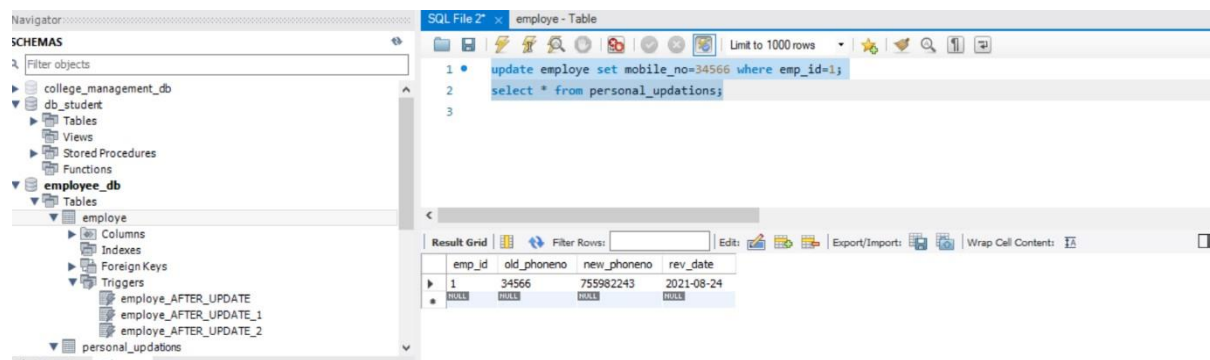 Navigator
SCHEMAS
Filter objects
college_management_db
db_student
Tables
Views
Stored Procedures
Functions
employee_db
Tables
employe
Columns
Indexes
Foreign Keys
Triggers
employe_AFTER_UPDATE
employe_AFTER_UPDATE_1
employe_AFTER_UPDATE_2
personal_updations
SQL File 2* × employe - Table
Limit to 1000 rows
1 update employe set mobile_no=34566 where emp_id=1;
2 select * from personal_updations;
3
Result Grid Filter Rows: Edit: Export/Import: Wrap Cell Content:
emp_id old_phoneno new_phoneno rev_date
1 34566 755982243 2021-08-24
NULL NULL NULL NULL